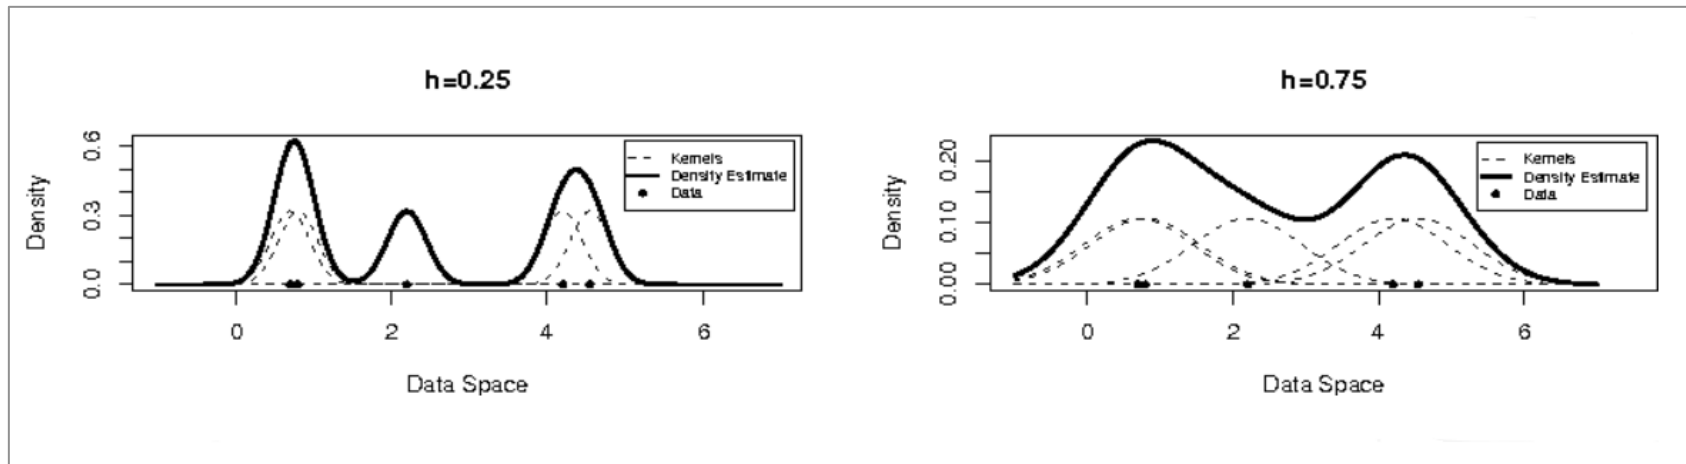 h=0.25
Density
0.6
0.3
0.0
Kernels
Density Estimate
Data
0 2 4 6
Data Space
h=0.75
Density
0.20
0.10
0.00
Kernels
Density Estimate
Data
0 2 4 6
Data Space